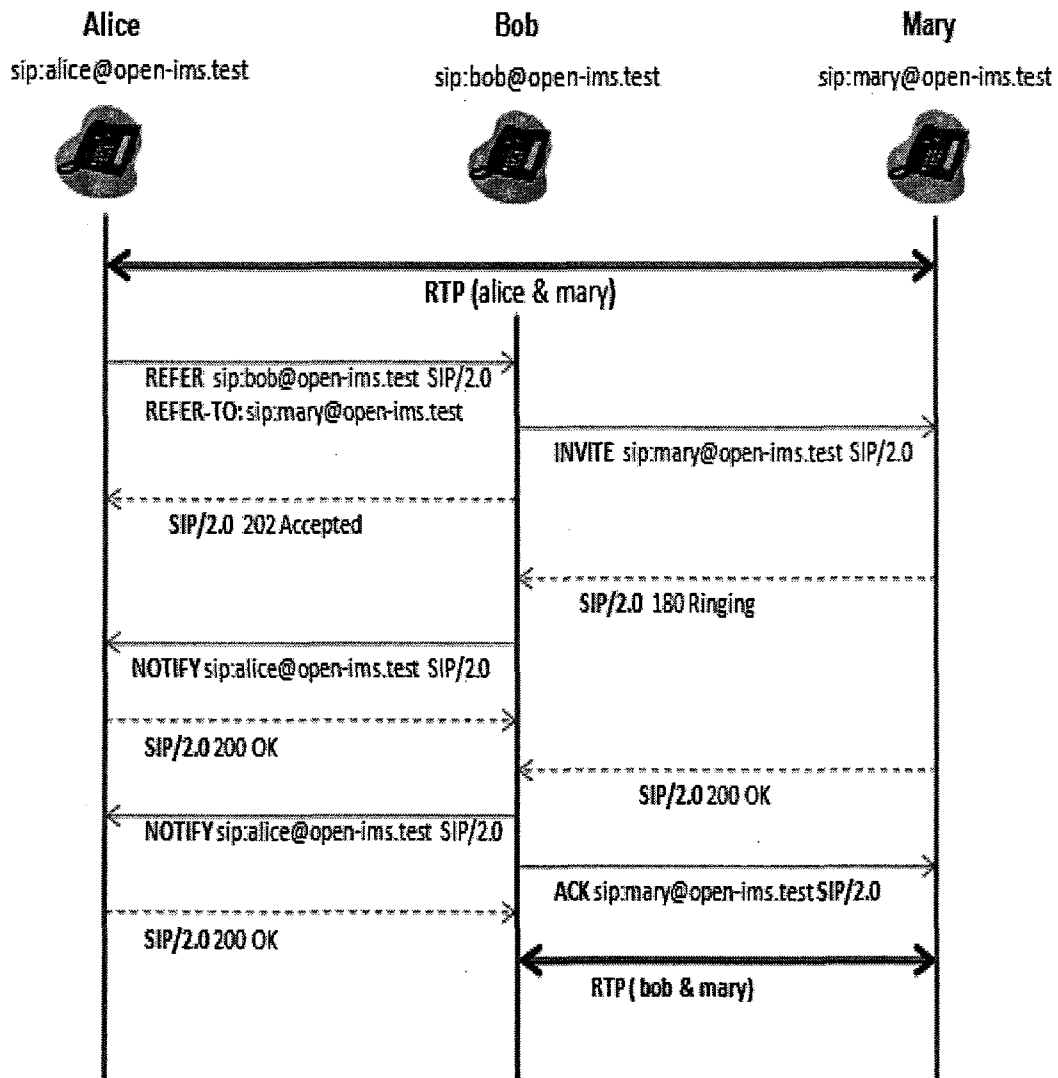 Alice
Bob
Mary
sip:alice@open-ims.test
sip:bob@open-ims.test
sip:mary@open-ims.test
RTP (alice & mary)
REFER sip:bob@open-ims.test SIP/2.0
REFER-TO: sip:mary@open-ims.test
INVITE sip:mary@open-ims.test SIP/2.0
SIP/2.0 202 Accepted
SIP/2.0 180 Ringing
NOTIFY sip:alice@open-ims.test SIP/2.0
SIP/2.0 200 OK
SIP/2.0 200 OK
NOTIFY sip:alice@open-ims.test SIP/2.0
ACK sip:mary@open-ims.test SIP/2.0
SIP/2.0 200 OK
RTP ( bob & mary)